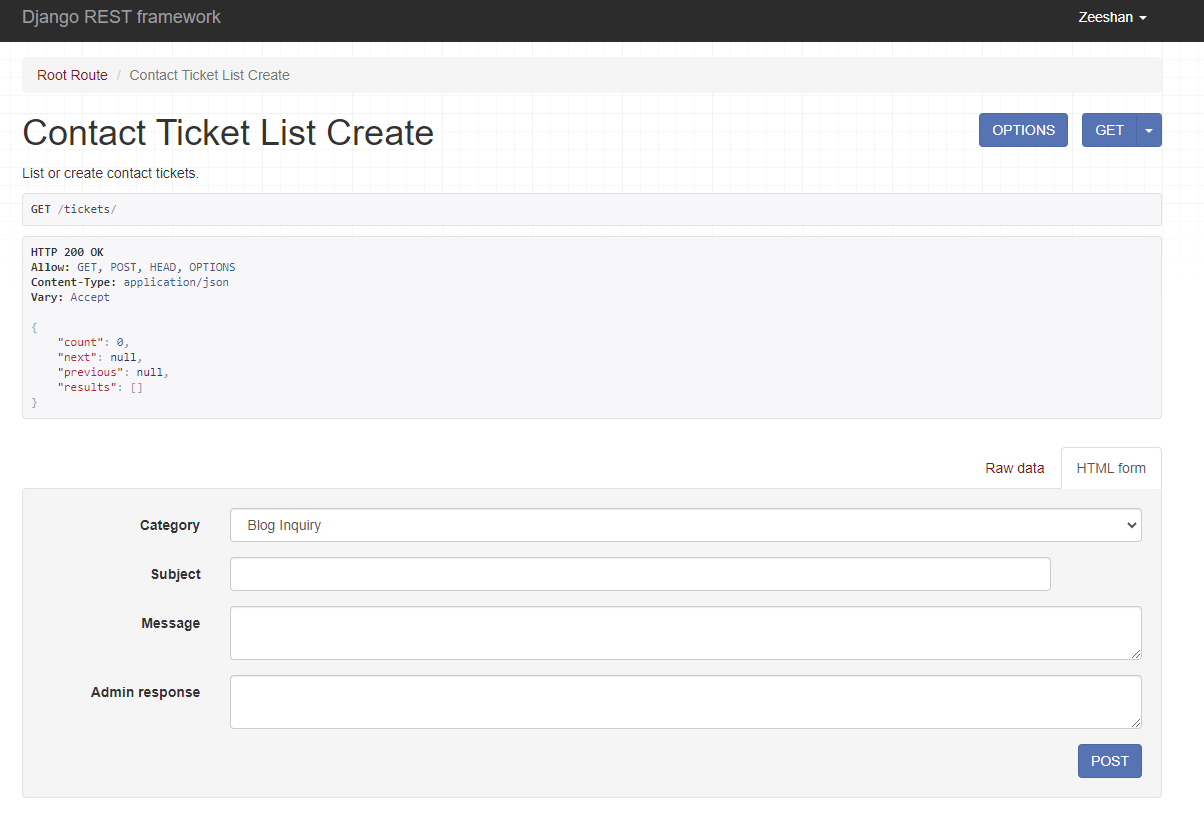 Django REST framework
Zeeshan
Root Route / Contact Ticket List Create
Contact Ticket List Create
OPTIONS
GET
List or create contact tickets.
GET /tickets/
HTTP 200 OK
Allow: GET, POST, HEAD, OPTIONS
Content-Type: application/json
Vary: Accept
{
    "count": 0,
    "next": null,
    "previous": null,
    "results": []
}
Raw data
HTML form
Category
Blog Inquiry
Subject
Message
Admin response
POST